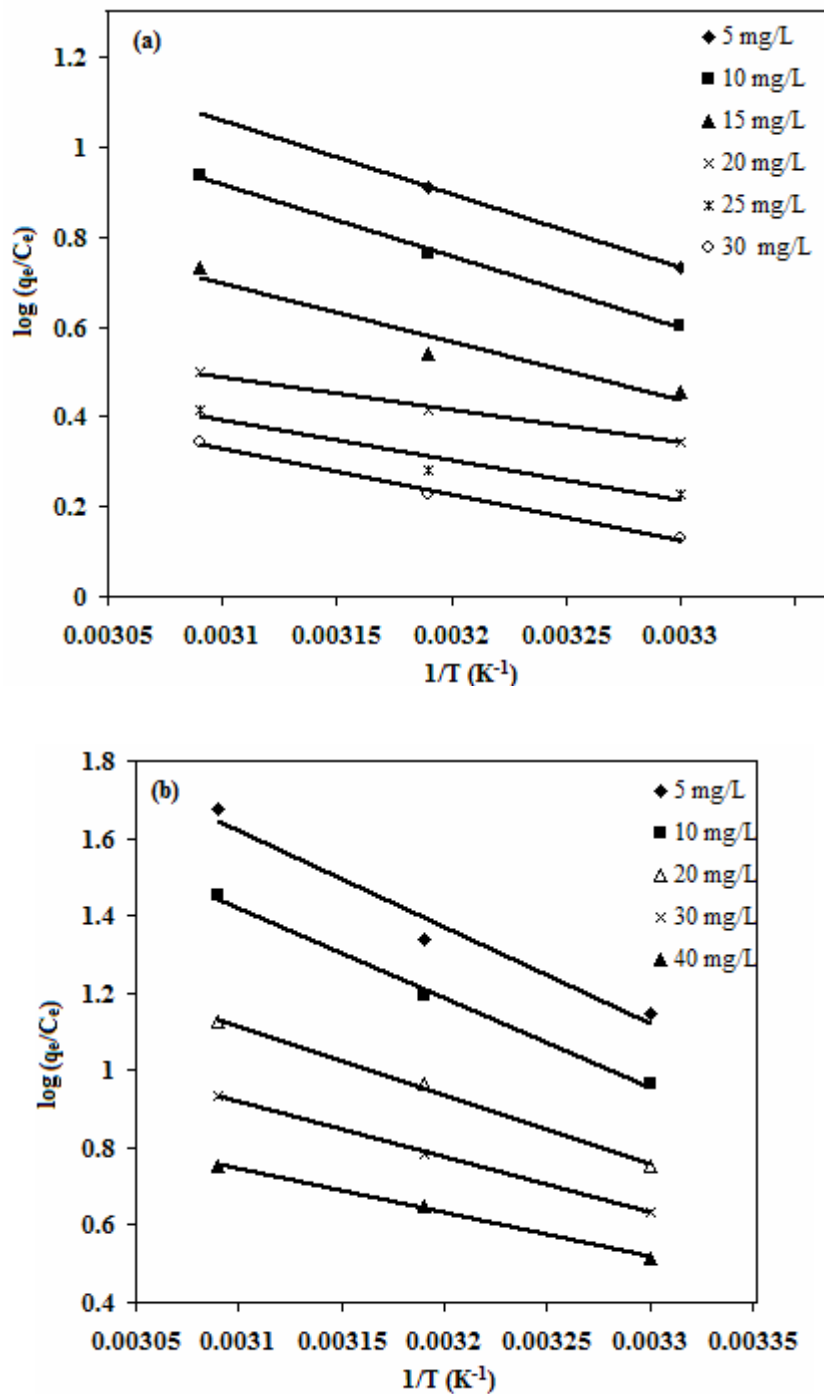 (a)
5 mg/L
10 mg/L
15 mg/L
20 mg/L
25 mg/L
30 mg/L
1.2
1
0.8
0.6
0.4
0.2
0
log (qe/Ce)
0.00305 0.0031 0.00315 0.0032 0.00325 0.0033
1/T (K-1)
(b)
5 mg/L
10 mg/L
20 mg/L
30 mg/L
40 mg/L
1.8
1.6
1.4
1.2
1
0.8
0.6
0.4
log (qe/Ce)
0.00305 0.0031 0.00315 0.0032 0.00325 0.0033 0.00335
1/T (K-1)